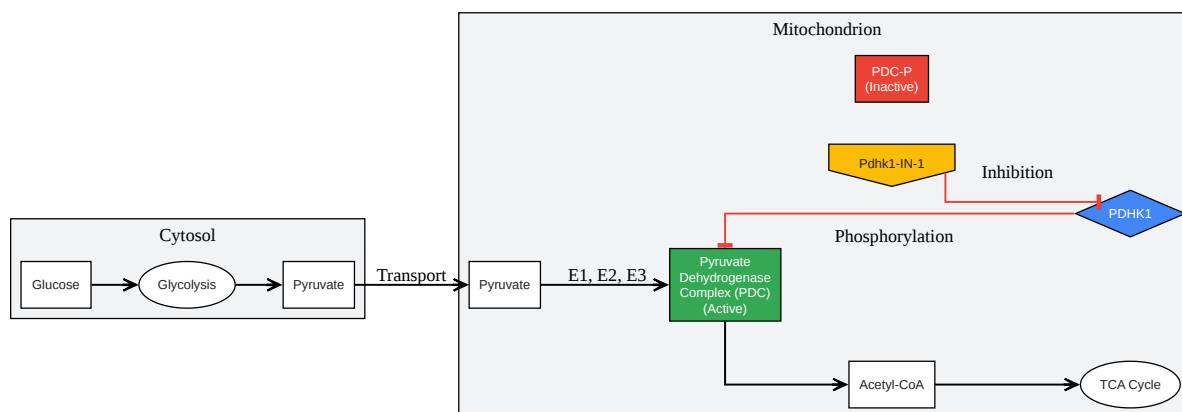 Mitochondrion
PDC-P
(Inactive)
Pdhk1-IN-1
Inhibition
PDHK1
Phosphorylation
Cytosol
Glucose
Glycolysis
Pyruvate
Transport
Pyruvate
E1, E2, E3
Pyruvate
Dehydrogenase
Complex (PDC)
(Active)
Acetyl-CoA
TCA Cycle